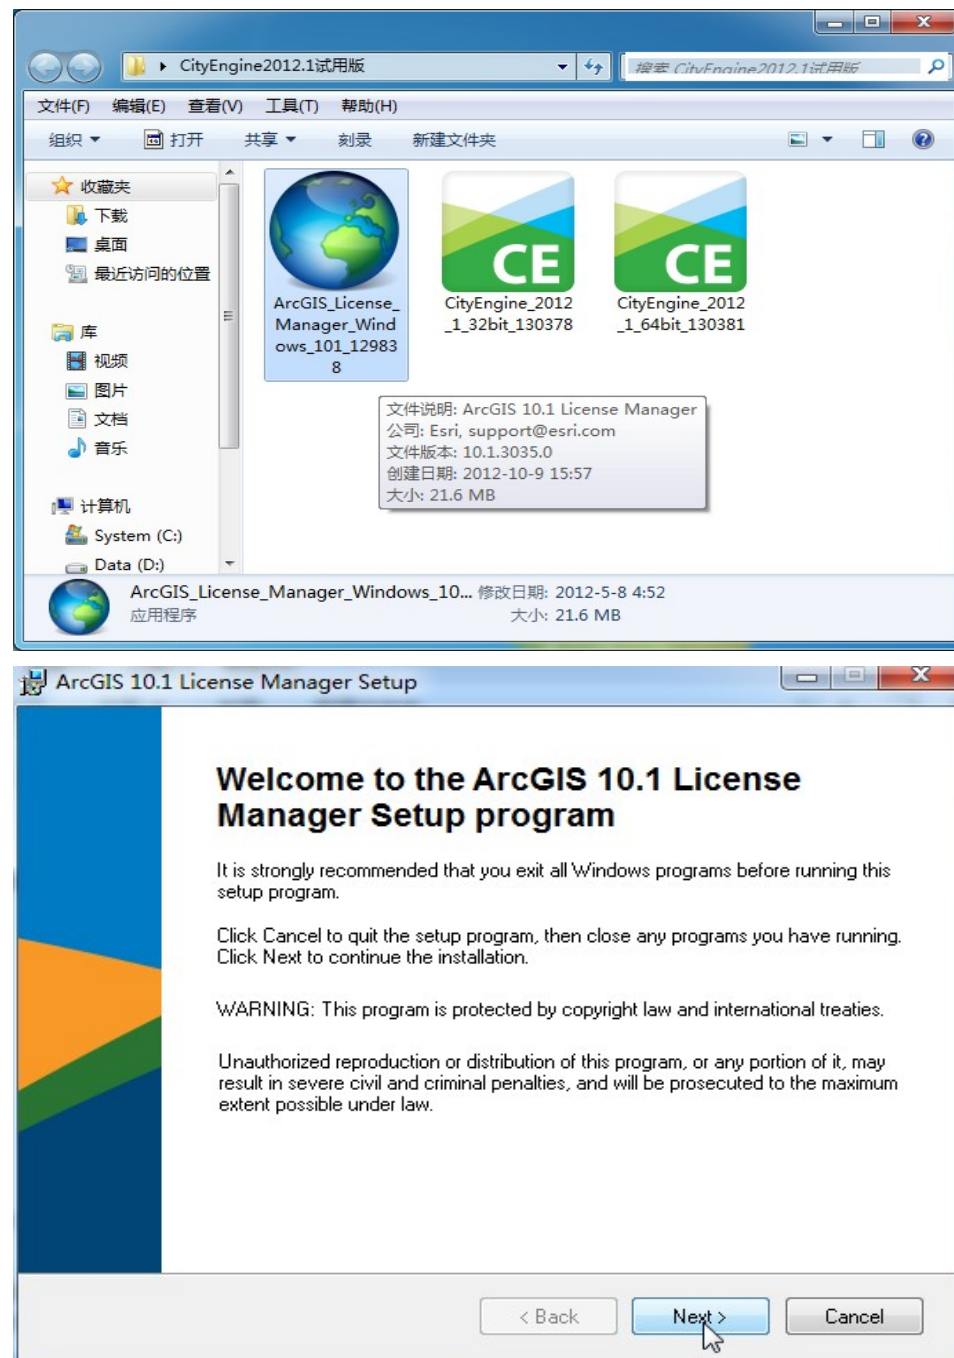 CityEngine2012.1试用版
搜索 CityEngine2012.1试用版
文件(F) 编辑(E) 查看(V) 工具(T) 帮助(H)
组织 打开 共享 刻录 新建文件夹
收藏夹
下载
桌面
最近访问的位置
库
视频
图片
文档
音乐
计算机
System (C:)
Data (D:)
ArcGIS_License_
Manager_Wind
ows_101_12983
8
CE
CityEngine_2012
_1_32bit_130378
CE
CityEngine_2012
_1_64bit_130381
文件说明: ArcGIS 10.1 License Manager
公司: Esri, support@esri.com
文件版本: 10.1.3035.0
创建日期: 2012-10-9 15:57
大小: 21.6 MB
ArcGIS_License_Manager_Windows_10... 修改日期: 2012-5-8 4:52
应用程序 大小: 21.6 MB
ArcGIS 10.1 License Manager Setup
Welcome to the ArcGIS 10.1 License
Manager Setup program
It is strongly recommended that you exit all Windows programs before running this
setup program.
Click Cancel to quit the setup program, then close any programs you have running.
Click Next to continue the installation.
WARNING: This program is protected by copyright law and international treaties.
Unauthorized reproduction or distribution of this program, or any portion of it, may
result in severe civil and criminal penalties, and will be prosecuted to the maximum
extent possible under law.
< Back Next > Cancel